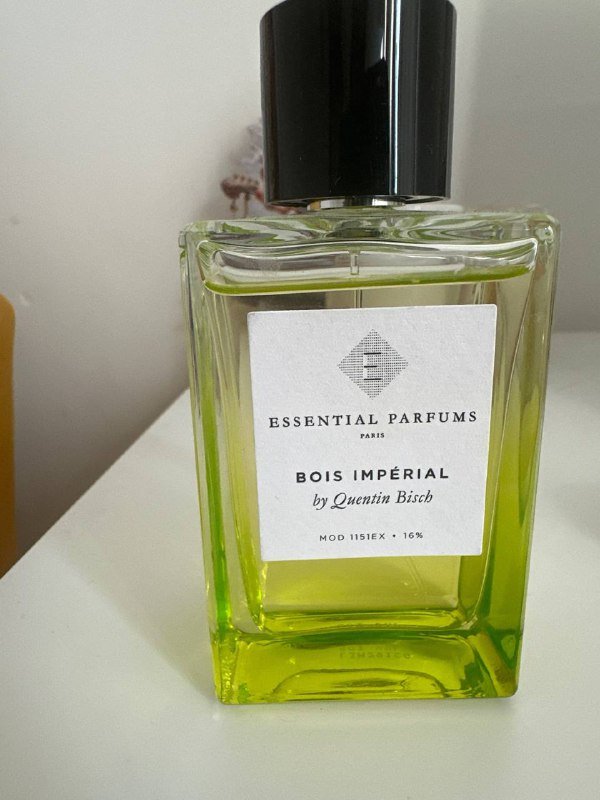 E
ESSENTIAL PARFUMS
PARIS
BOIS IMPÉRIAL
by Quentin Bisch
MOD 1151EX • 16%